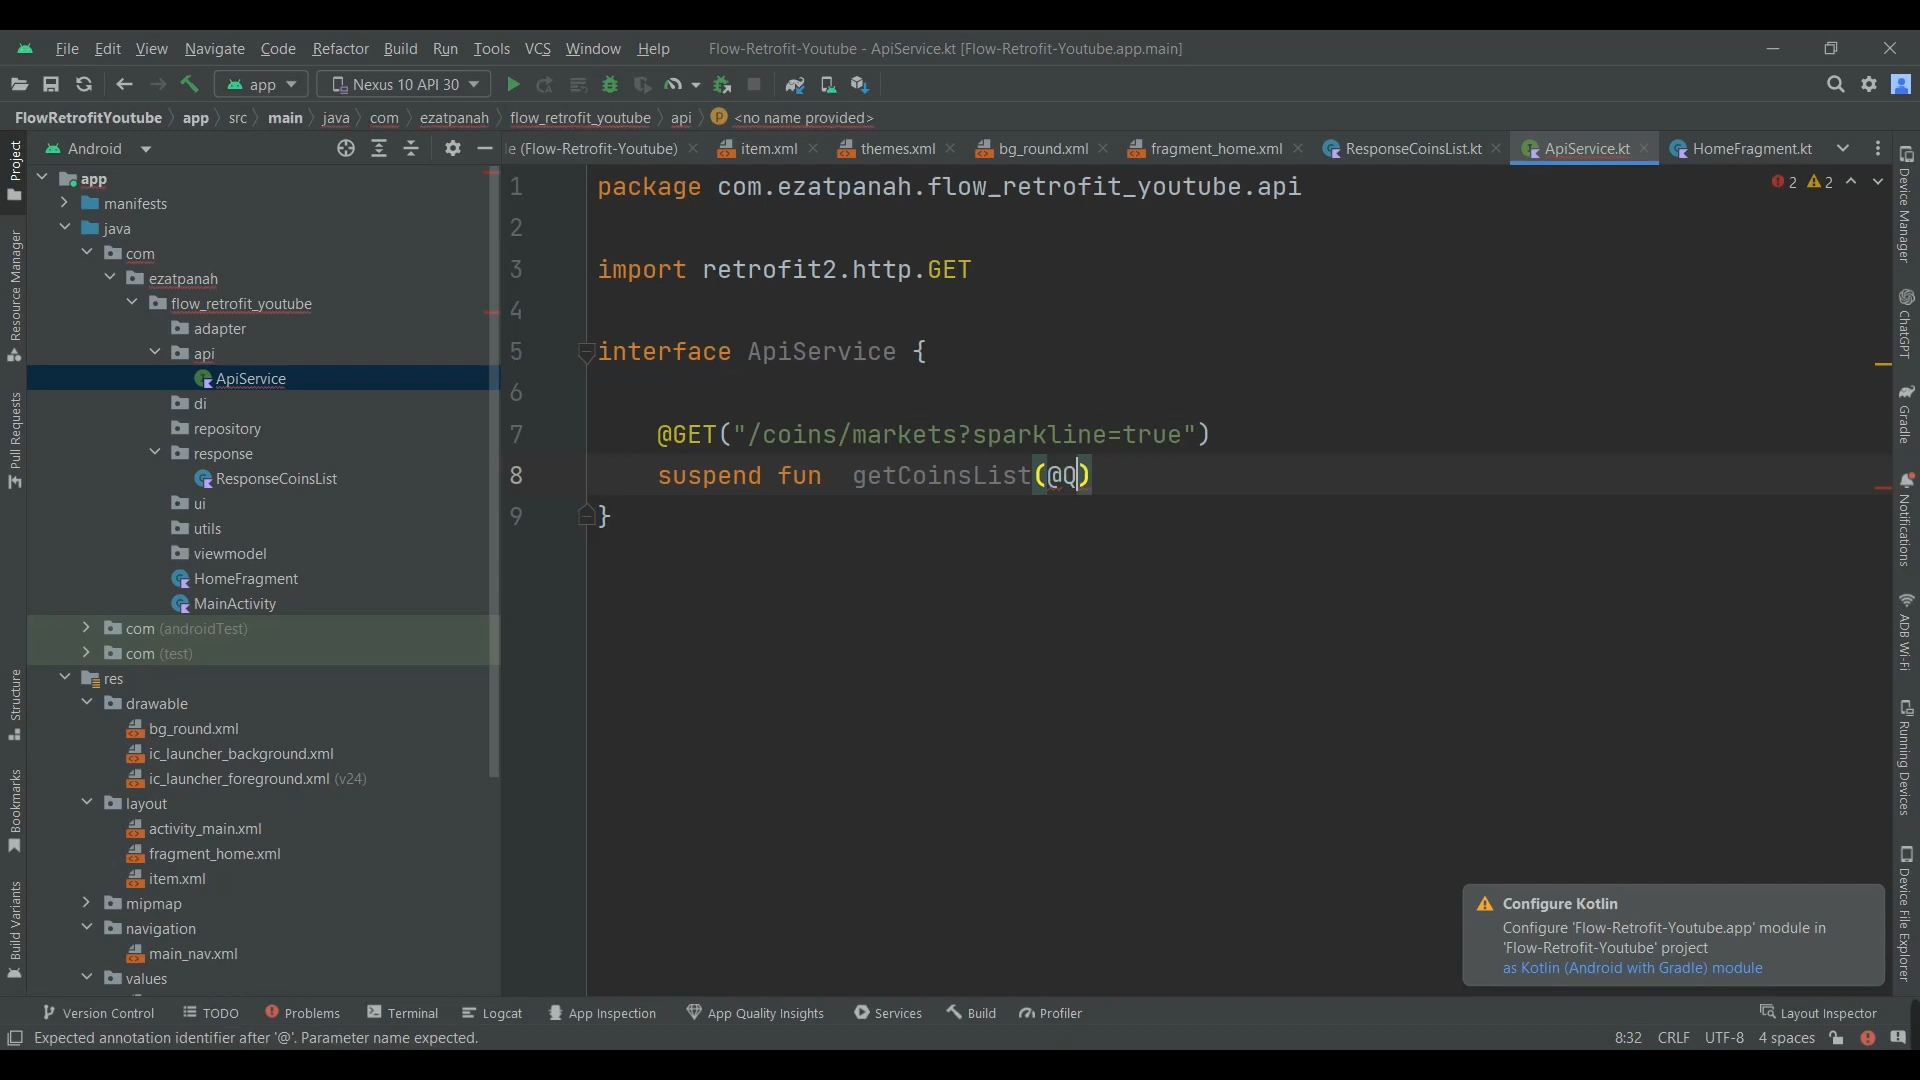 File Edit View Navigate Code Refactor Build Run Tools VCS Window Help Flow-Retrofit-Youtube - ApiService.kt [Flow-Retrofit-Youtube.app.main]
app Nexus 10 API 30
FlowRetrofitYoutube app src main java com ezatpanah flow_retrofit_youtube api <no name provided>
Android
e (Flow-Retrofit-Youtube) item.xml themes.xml bg_round.xml fragment_home.xml ResponseCoinsList.kt ApiService.kt HomeFragment.kt
Project
Resource Manager
Pull Requests
Structure
Bookmarks
Build Variants
app
manifests
java
com
ezatpanah
flow_retrofit_youtube
adapter
api
ApiService
di
repository
response
ResponseCoinsList
ui
utils
viewmodel
HomeFragment
MainActivity
com (androidTest)
com (test)
res
drawable
bg_round.xml
ic_launcher_background.xml
ic_launcher_foreground.xml (v24)
layout
activity_main.xml
fragment_home.xml
item.xml
mipmap
navigation
main_nav.xml
values
1 package com.ezatpanah.flow_retrofit_youtube.api
2
3 import retrofit2.http.GET
4
5 interface ApiService {
6
7 @GET("/coins/markets?sparkline=true")
8 suspend fun  getCoinsList(@Q)
9 }
2 2
Device Manager
ChatGPT
Gradle
Notifications
ADB Wi-Fi
Running Devices
Device File Explorer
Configure Kotlin
Configure 'Flow-Retrofit-Youtube.app' module in
'Flow-Retrofit-Youtube' project
as Kotlin (Android with Gradle) module
Version Control TODO Problems Terminal Logcat App Inspection App Quality Insights Services Build Profiler Layout Inspector
Expected annotation identifier after '@'. Parameter name expected. 8:32 CRLF UTF-8 4 spaces